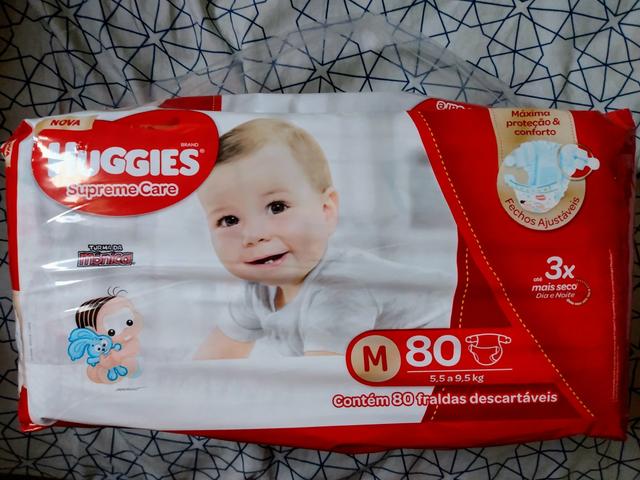 NOVA
HUGGIES
BRAND
®
Supreme Care
TURMA DA
MÔNICA
Máxima
proteção &
conforto
Fechos Ajustáveis
até 3x
mais seco
Dia e Noite
M 80
5,5 a 9,5 kg
Contém 80 fraldas descartáveis